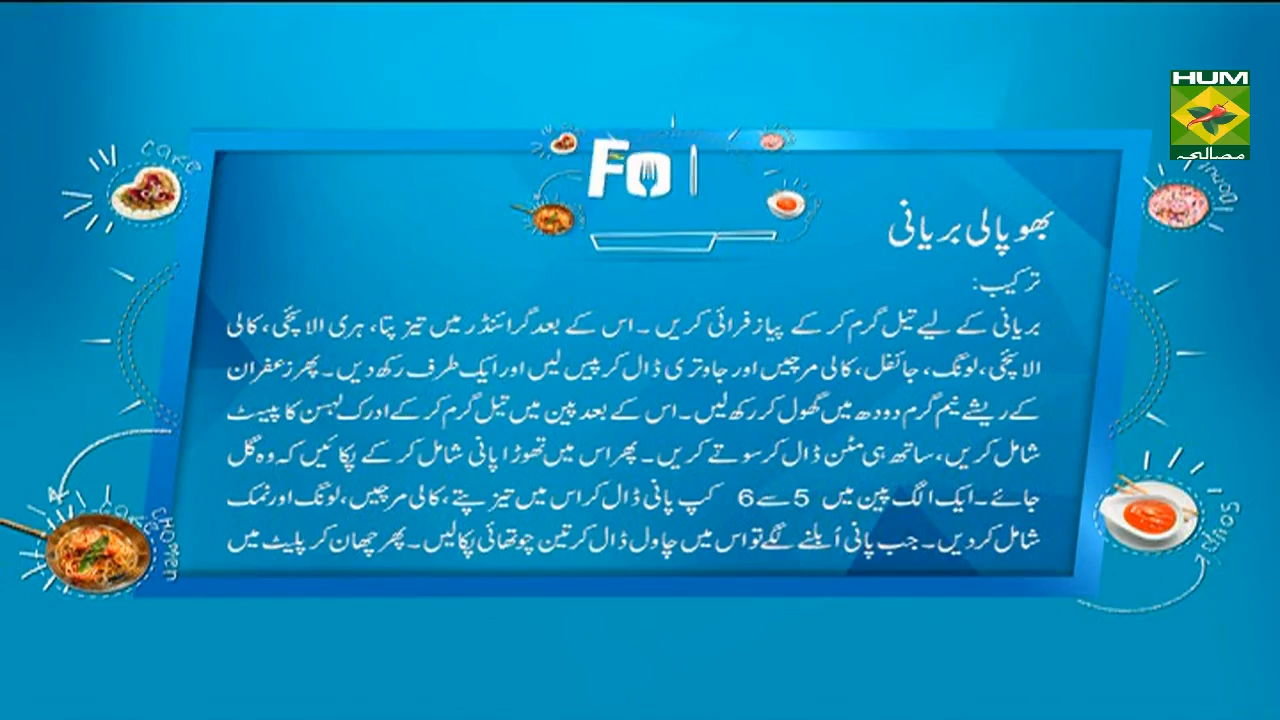 HUM
مصالحہ
Fo
بھوپالی بریانی
ترکیب:
بریانی کے لیے تیل گرم کر کے پیاز فرائی کریں۔ اس کے بعد گرائنڈر میں تیز پتا، ہری الائچی، کالی
الائچی، لونگ، جائفل، کالی مرچیں اور جاوتری ڈال کر پیس لیں اور ایک طرف رکھ دیں۔ پھر زعفران
کے ریشے نیم گرم دودھ میں گھول کر رکھ لیں۔ اس کے بعد پین میں تیل گرم کر کے ادرک لہسن کا پیسٹ
شامل کریں، ساتھ ہی مٹن ڈال کر سوتے کریں۔ پھر اس میں تھوڑا پانی شامل کر کے پکائیں کہ وہ گل
جائے۔ ایک الگ پین میں 5 سے 6 کپ پانی ڈال کر اس میں تیز پتے، کالی مرچیں، لونگ اور نمک
شامل کر دیں۔ جب پانی اُبلنے لگے تو اس میں چاول ڈال کر تین چوتھائی پکالیں۔ پھر چھان کر پلیٹ میں
CAKE
CHOWMEN
SOUP